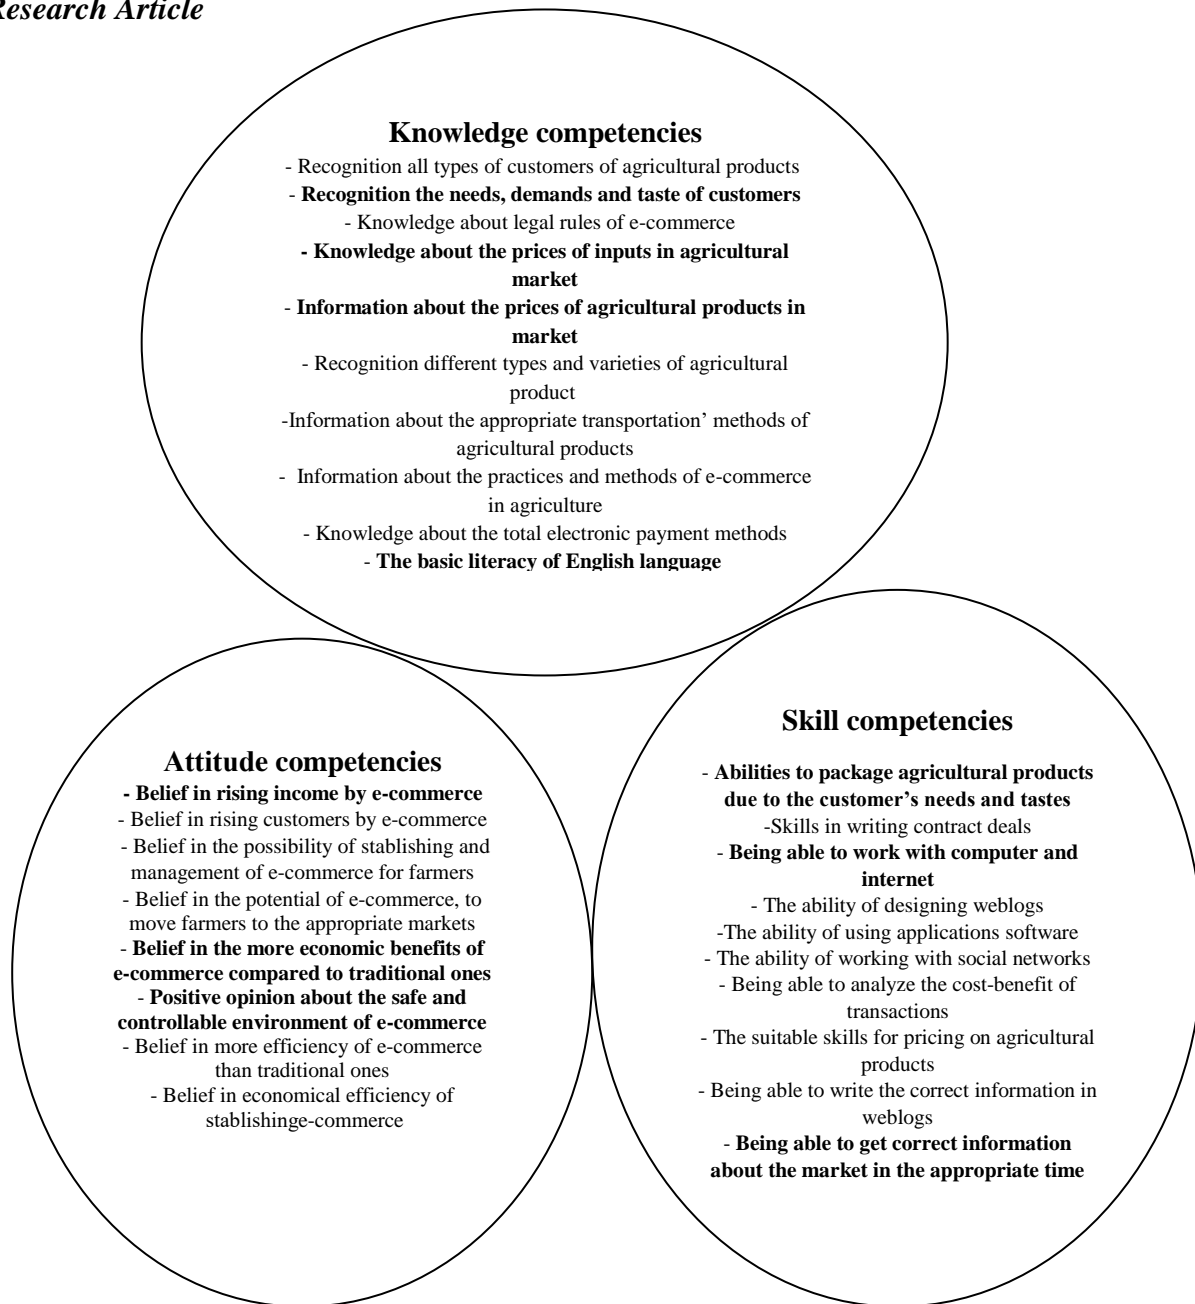 Research Article
Knowledge competencies
- Recognition all types of customers of agricultural products
- Recognition the needs, demands and taste of customers
- Knowledge about legal rules of e-commerce
- Knowledge about the prices of inputs in agricultural
market
- Information about the prices of agricultural products in
market
- Recognition different types and varieties of agricultural
product
-Information about the appropriate transportation’ methods of
agricultural products
- Information about the practices and methods of e-commerce
in agriculture
- Knowledge about the total electronic payment methods
- The basic literacy of English language
Attitude competencies
- Belief in rising income by e-commerce
- Belief in rising customers by e-commerce
- Belief in the possibility of stablishing and
management of e-commerce for farmers
- Belief in the potential of e-commerce, to
move farmers to the appropriate markets
- Belief in the more economic benefits of
e-commerce compared to traditional ones
- Positive opinion about the safe and
controllable environment of e-commerce
- Belief in more efficiency of e-commerce
than traditional ones
- Belief in economical efficiency of
stablishinge-commerce
Skill competencies
- Abilities to package agricultural products
due to the customer’s needs and tastes
-Skills in writing contract deals
- Being able to work with computer and
internet
- The ability of designing weblogs
-The ability of using applications software
- The ability of working with social networks
- Being able to analyze the cost-benefit of
transactions
- The suitable skills for pricing on agricultural
products
- Being able to write the correct information in
weblogs
- Being able to get correct information
about the market in the appropriate time